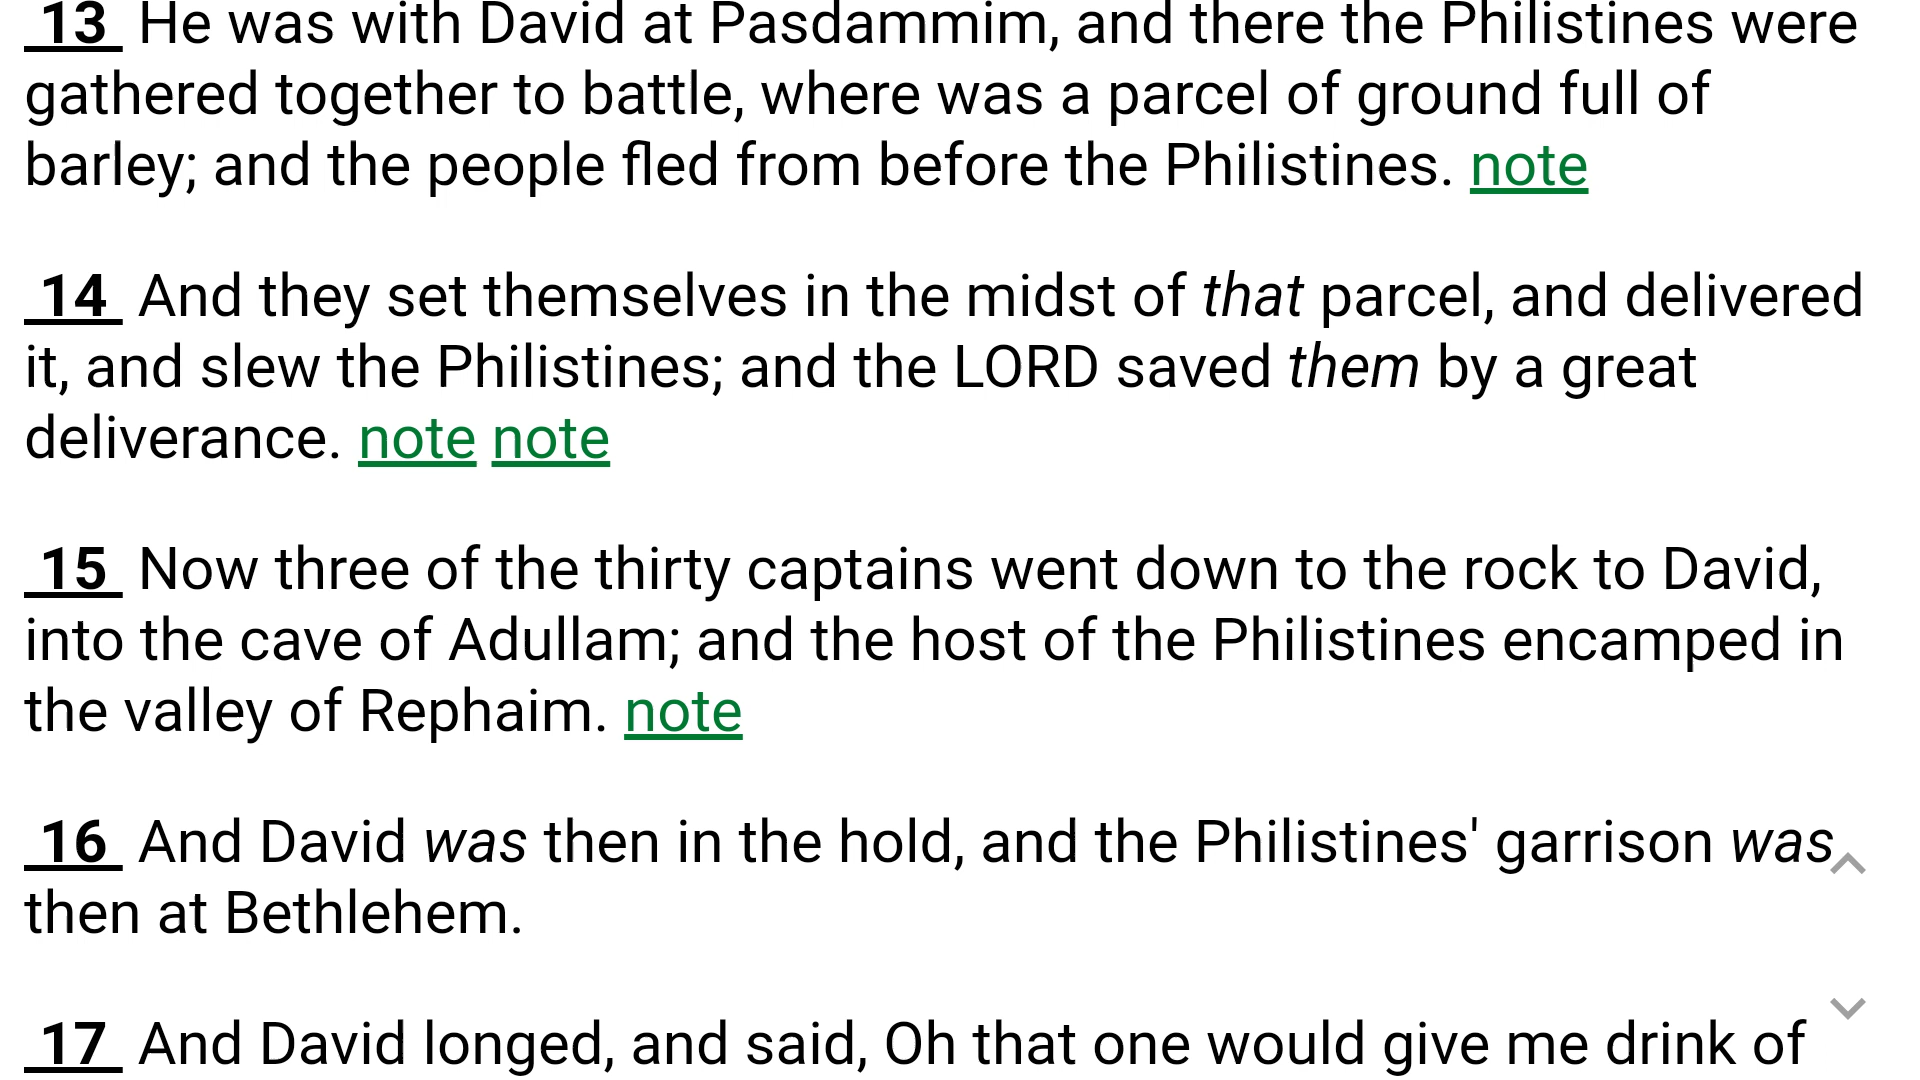 13 He was with David at Pasdammim, and there the Philistines were
gathered together to battle, where was a parcel of ground full of
barley; and the people fled from before the Philistines. note
14 And they set themselves in the midst of that parcel, and delivered
it, and slew the Philistines; and the LORD saved them by a great
deliverance. note note
15 Now three of the thirty captains went down to the rock to David,
into the cave of Adullam; and the host of the Philistines encamped in
the valley of Rephaim. note
16 And David was then in the hold, and the Philistines' garrison was
then at Bethlehem.
17 And David longed, and said, Oh that one would give me drink of